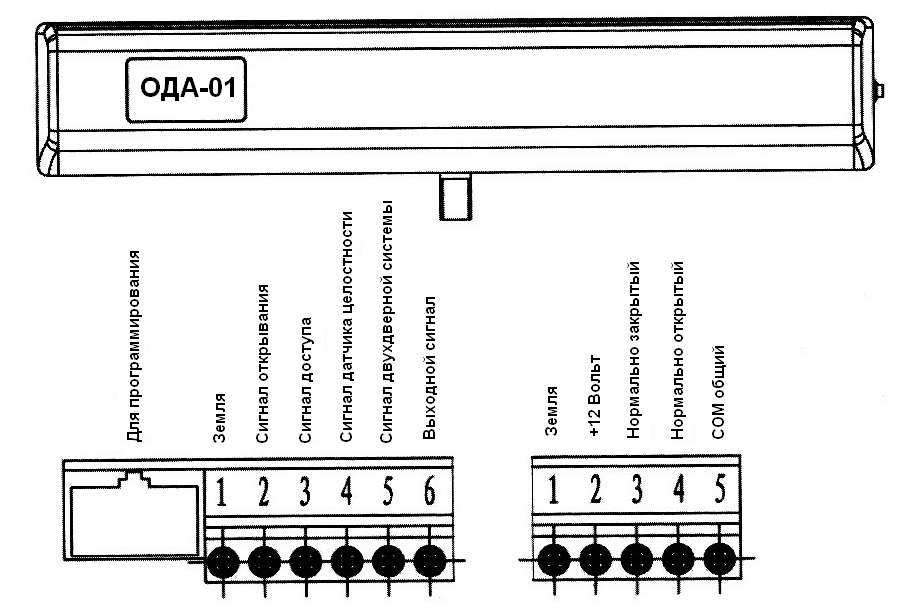 ОДА-01
Для программирования
Земля
Сигнал открывания
Сигнал доступа
Сигнал датчика целостности
Сигнал двухдверной системы
Выходной сигнал
Земля
+12 Вольт
Нормально закрытый
Нормально открытый
COM общий
1 2 3 4 5 6
1 2 3 4 5